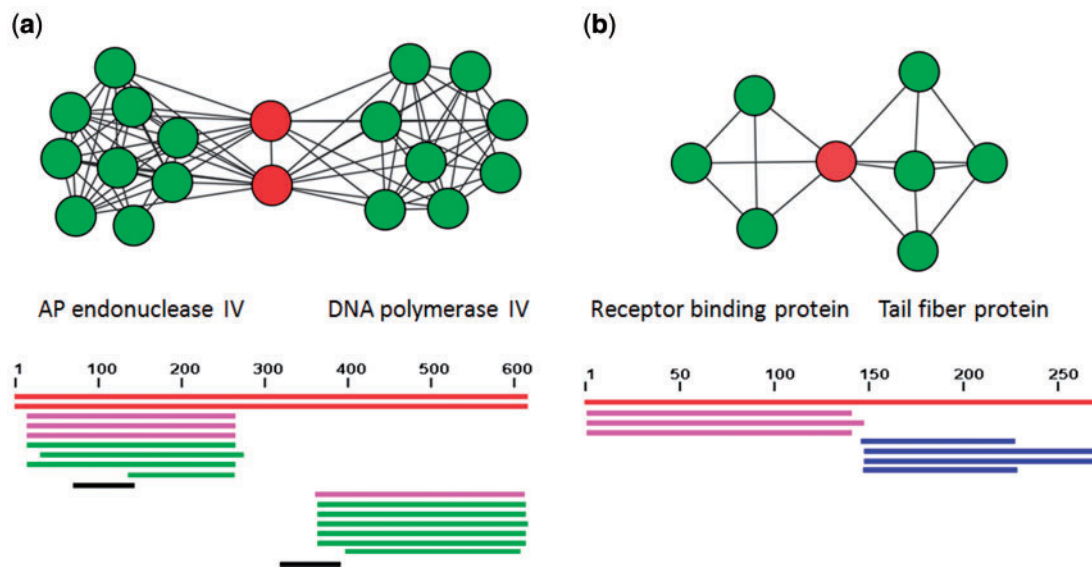 (a)
(b)
AP endonuclease IV
DNA polymerase IV
Receptor binding protein
Tail fiber protein
1 100 200 300 400 500 600
1 50 100 150 200 250